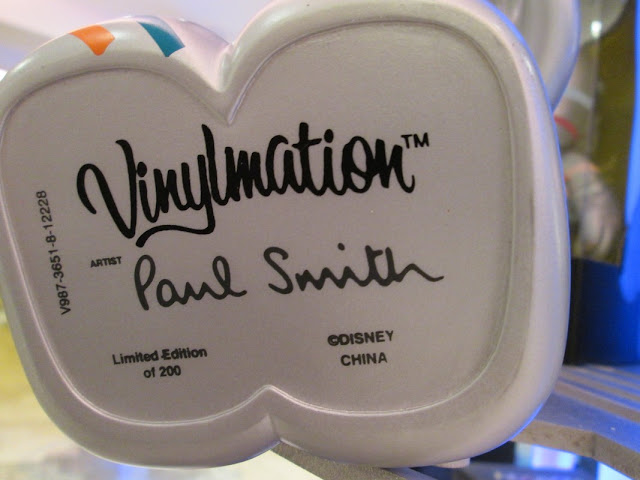 Vinylmation™
ARTIST Paul Smith
Limited Edition
of 200
©DISNEY
CHINA
V987-3651-8-12228